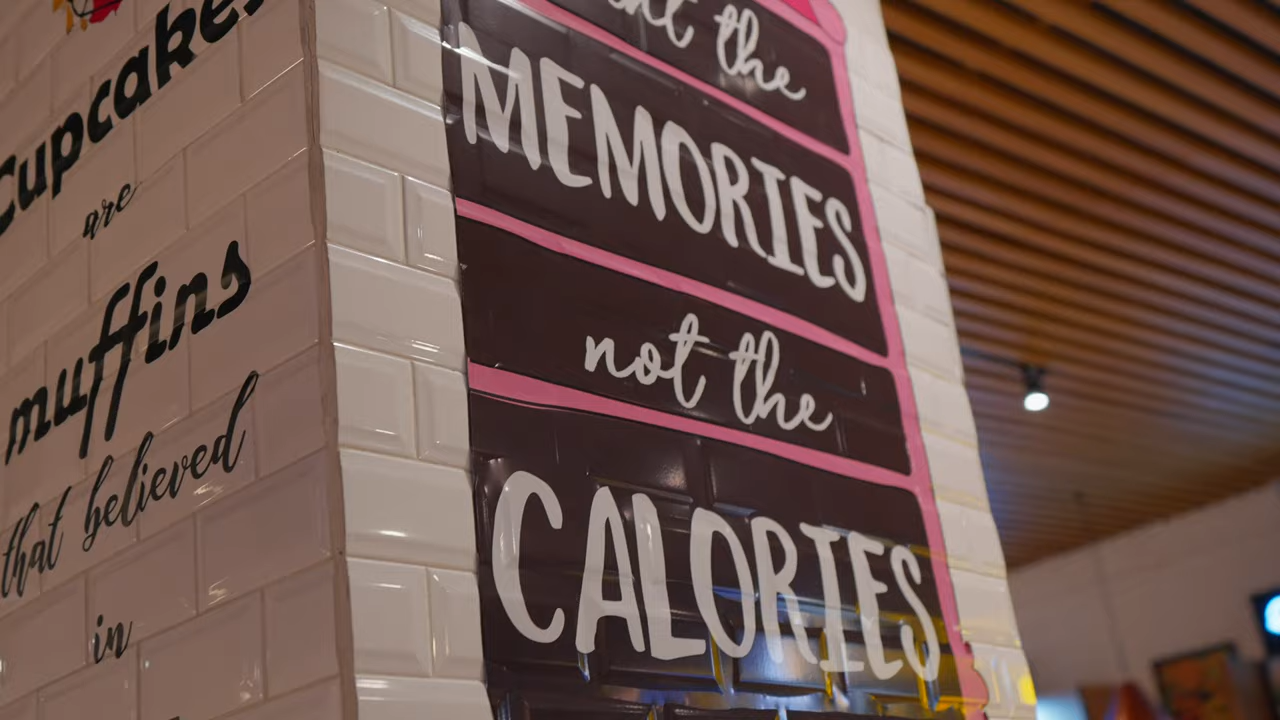 Cupcakes
are
muffins
that believed
in
the
MEMORIES
not the
CALORIES